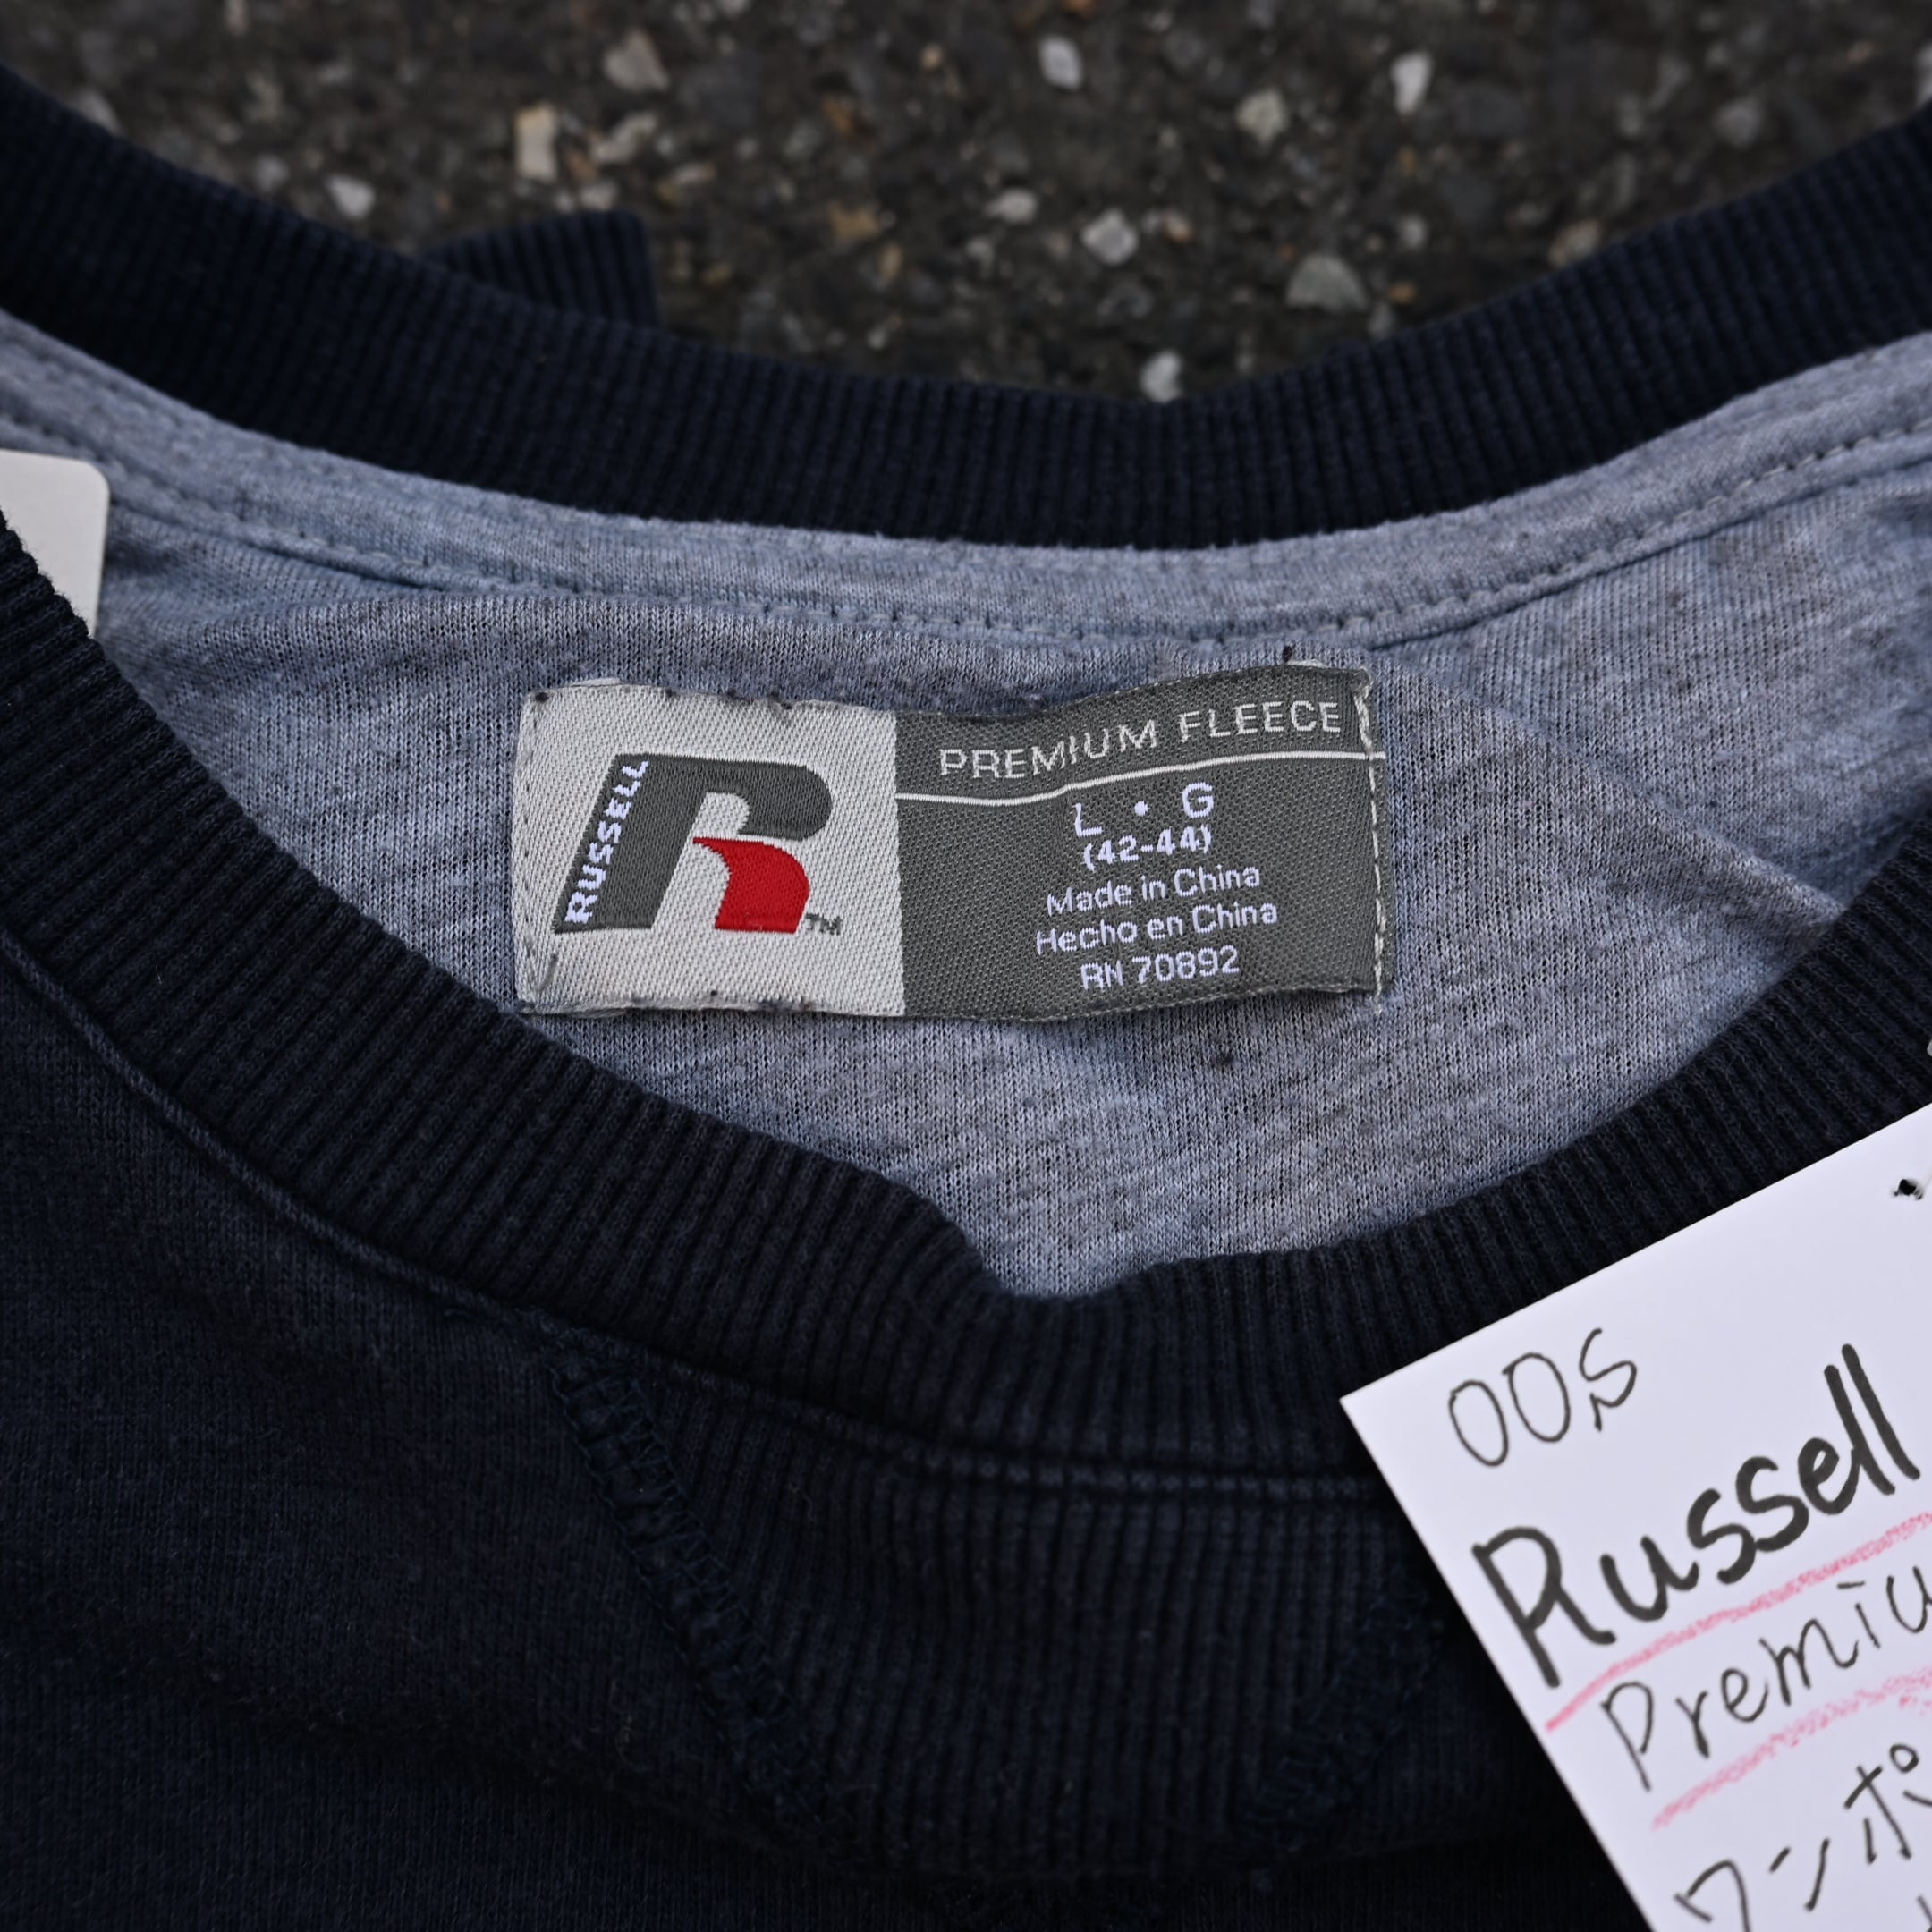 RUSSELL
TM
PREMIUM FLEECE
L • G
(42-44)
Made in China
Hecho en China
RN 70892
00s
Russell
Premiu
ワンポ